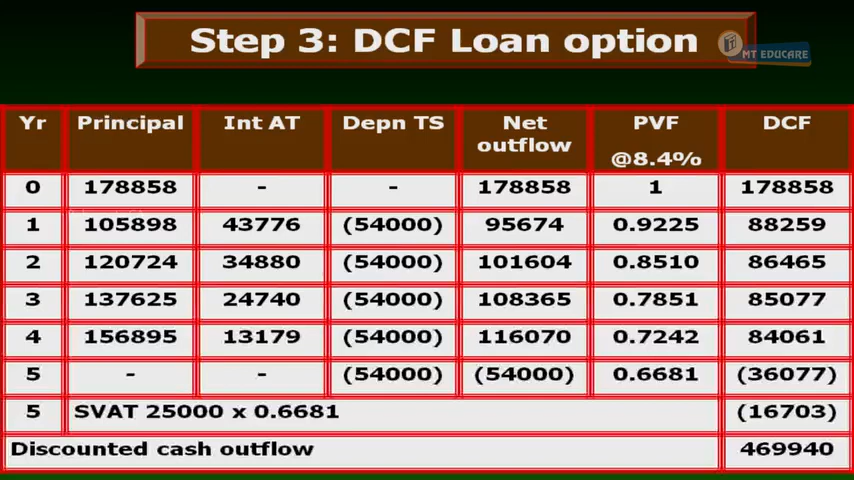 Step 3: DCF Loan option
MT EDUCARE
Yr Principal Int AT Depn TS Net outflow PVF @8.4% DCF
0 178858 - - 178858 1 178858
1 105898 43776 (54000) 95674 0.9225 88259
2 120724 34880 (54000) 101604 0.8510 86465
3 137625 24740 (54000) 108365 0.7851 85077
4 156895 13179 (54000) 116070 0.7242 84061
5 - - (54000) (54000) 0.6681 (36077)
5 SVAT 25000 x 0.6681 (16703)
Discounted cash outflow 469940